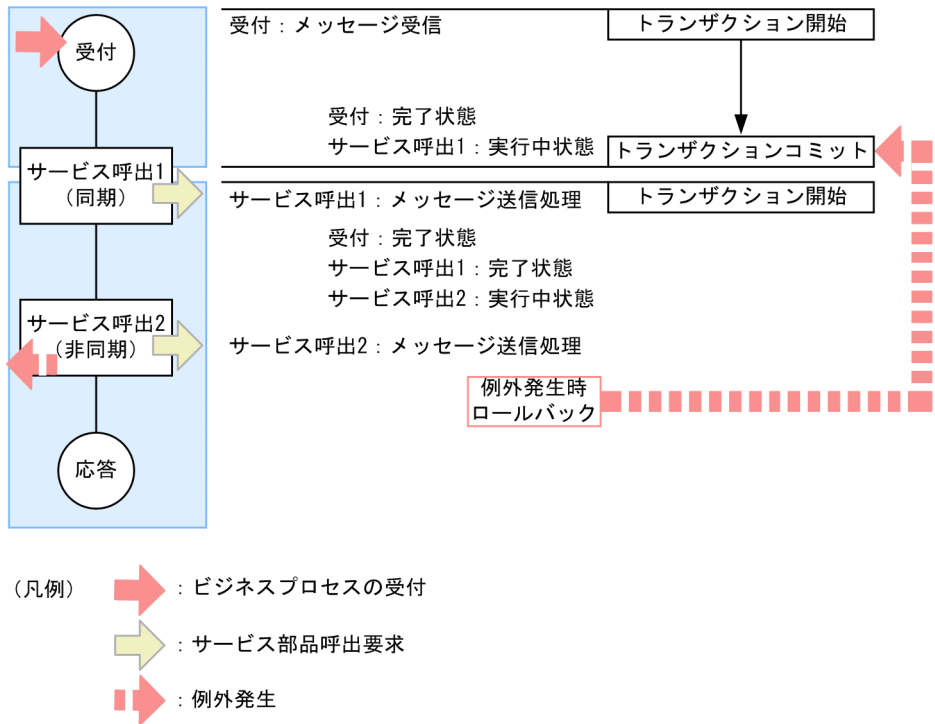 受付
受付：メッセージ受信
トランザクション開始
受付：完了状態
サービス呼出1：実行中状態
トランザクションコミット
サービス呼出1
（同期）
サービス呼出1：メッセージ送信処理
トランザクション開始
受付：完了状態
サービス呼出1：完了状態
サービス呼出2：実行中状態
サービス呼出2
（非同期）
サービス呼出2：メッセージ送信処理
例外発生時
ロールバック
応答
（凡例）
：ビジネスプロセスの受付
：サービス部品呼出要求
：例外発生